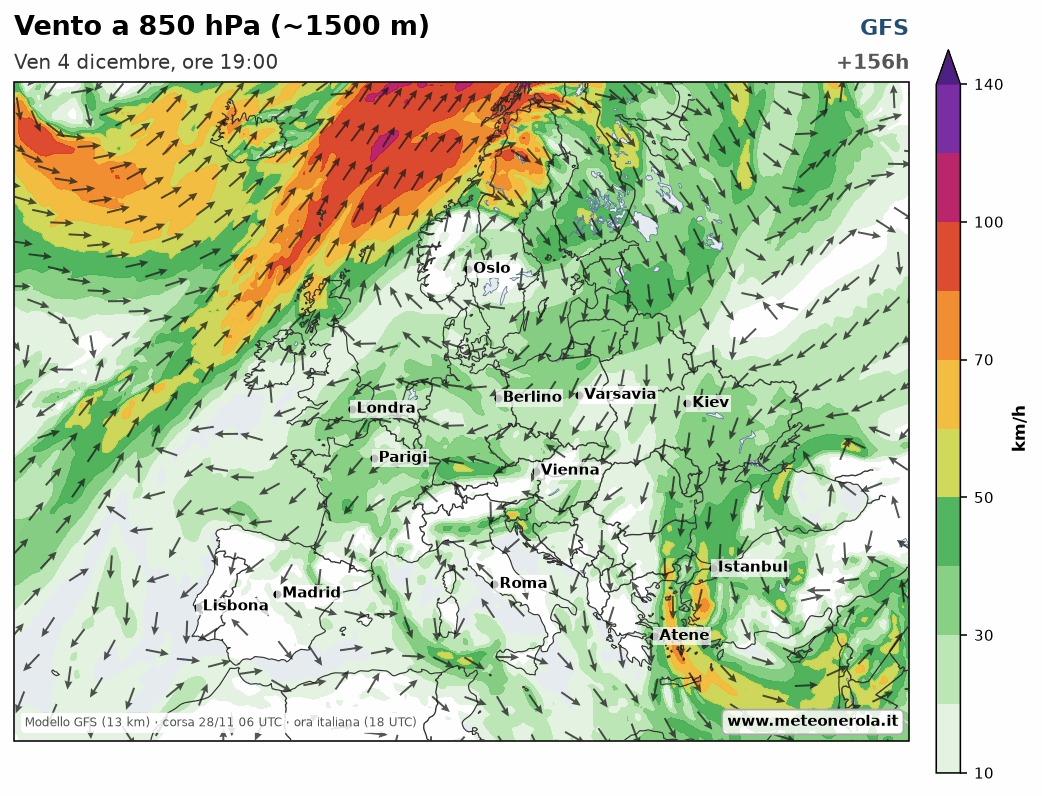 Vento a 850 hPa (~1500 m)
GFS
Ven 4 dicembre, ore 19:00
+156h
140
100
70
50
30
10
km/h
Oslo
Londra
Berlino
Varsavia
Kiev
Parigi
Vienna
Istanbul
Roma
Madrid
Lisbona
Atene
Modello GFS (13 km) · corsa 28/11 06 UTC · ora italiana (18 UTC)
www.meteonerola.it